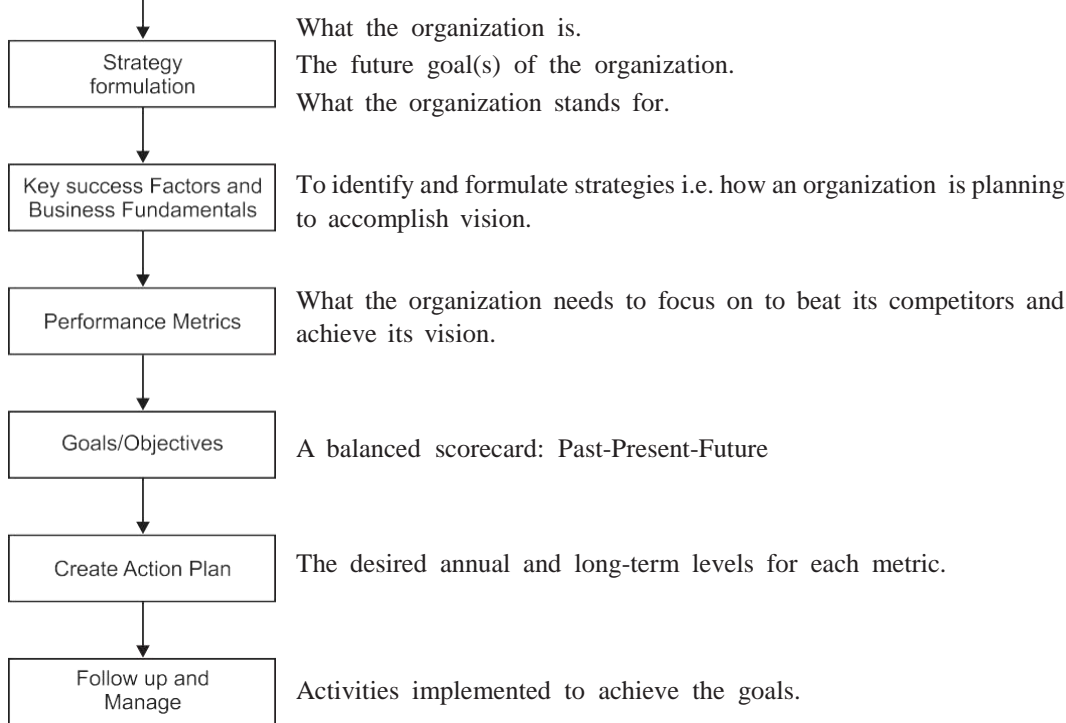 What the organization is.
Strategy
formulation
The future goal(s) of the organization.
What the organization stands for.
Key success Factors and
Business Fundamentals
To identify and formulate strategies i.e. how an organization is planning
to accomplish vision.
Performance Metrics
What the organization needs to focus on to beat its competitors and
achieve its vision.
Goals/Objectives
A balanced scorecard: Past-Present-Future
Create Action Plan
The desired annual and long-term levels for each metric.
Follow up and
Manage
Activities implemented to achieve the goals.